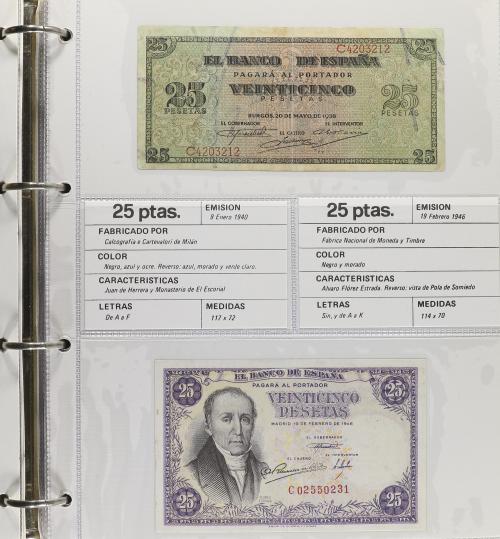 25 25
C4203212
EL BANCO DE ESPAÑA
PAGARÁ AL PORTADOR
25 VEINTICINCO 25
PESETAS PESETAS PESETAS
BURGOS, 20 DE MAYO DE 1938
EL GOBERNADOR EL INTERVENTOR
EL CAJERO
C4203212
25 25
25 ptas.
EMISION
9 Enero 1940
FABRICADO POR
Calcografía e Cartevalori de Milán
COLOR
Negro, azul y ocre. Reverso: azul, morado y verde claro.
CARACTERISTICAS
Juan de Herrera y Monasterio de El Escorial
LETRAS MEDIDAS
De A a F 117 x 72
25 ptas.
EMISION
19 Febrero 1946
FABRICADO POR
Fábrica Nacional de Moneda y Timbre
COLOR
Negro y morado
CARACTERISTICAS
Alvaro Flórez Estrada. Reverso: vista de Pola de Somiedo
LETRAS MEDIDAS
Sin, y de A a K 114 x 70
EL BANCO DE ESPAÑA
25 PAGARÁ AL PORTADOR 25
VEINTICINCO
PESETAS
MADRID 19 DE FEBRERO DE 1946
EL GOBERNADOR
EL CAJERO EL INTERVENTOR
C02550231
25 25